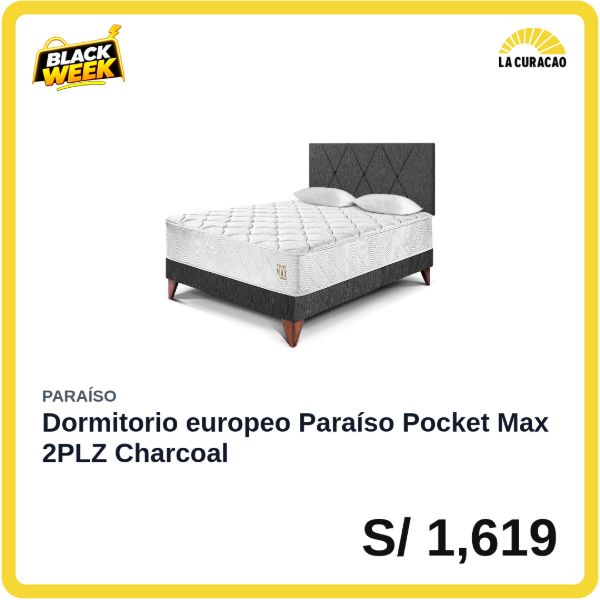 BLACK
WEEK
LA CURACAO
PARAÍSO
Dormitorio europeo Paraíso Pocket Max
2PLZ Charcoal
S/ 1,619